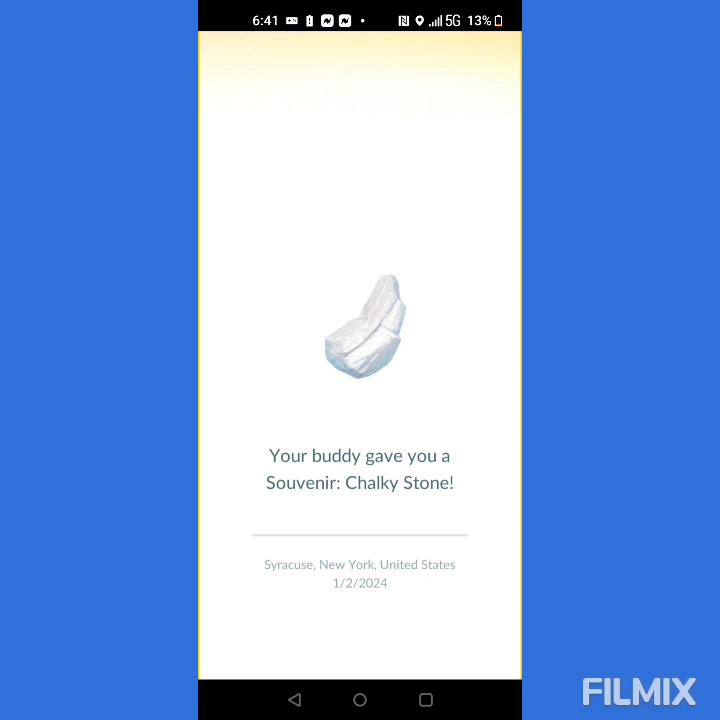 6:41 5G 13%
Your buddy gave you a
Souvenir: Chalky Stone!
Syracuse, New York, United States
1/2/2024
FILMIX